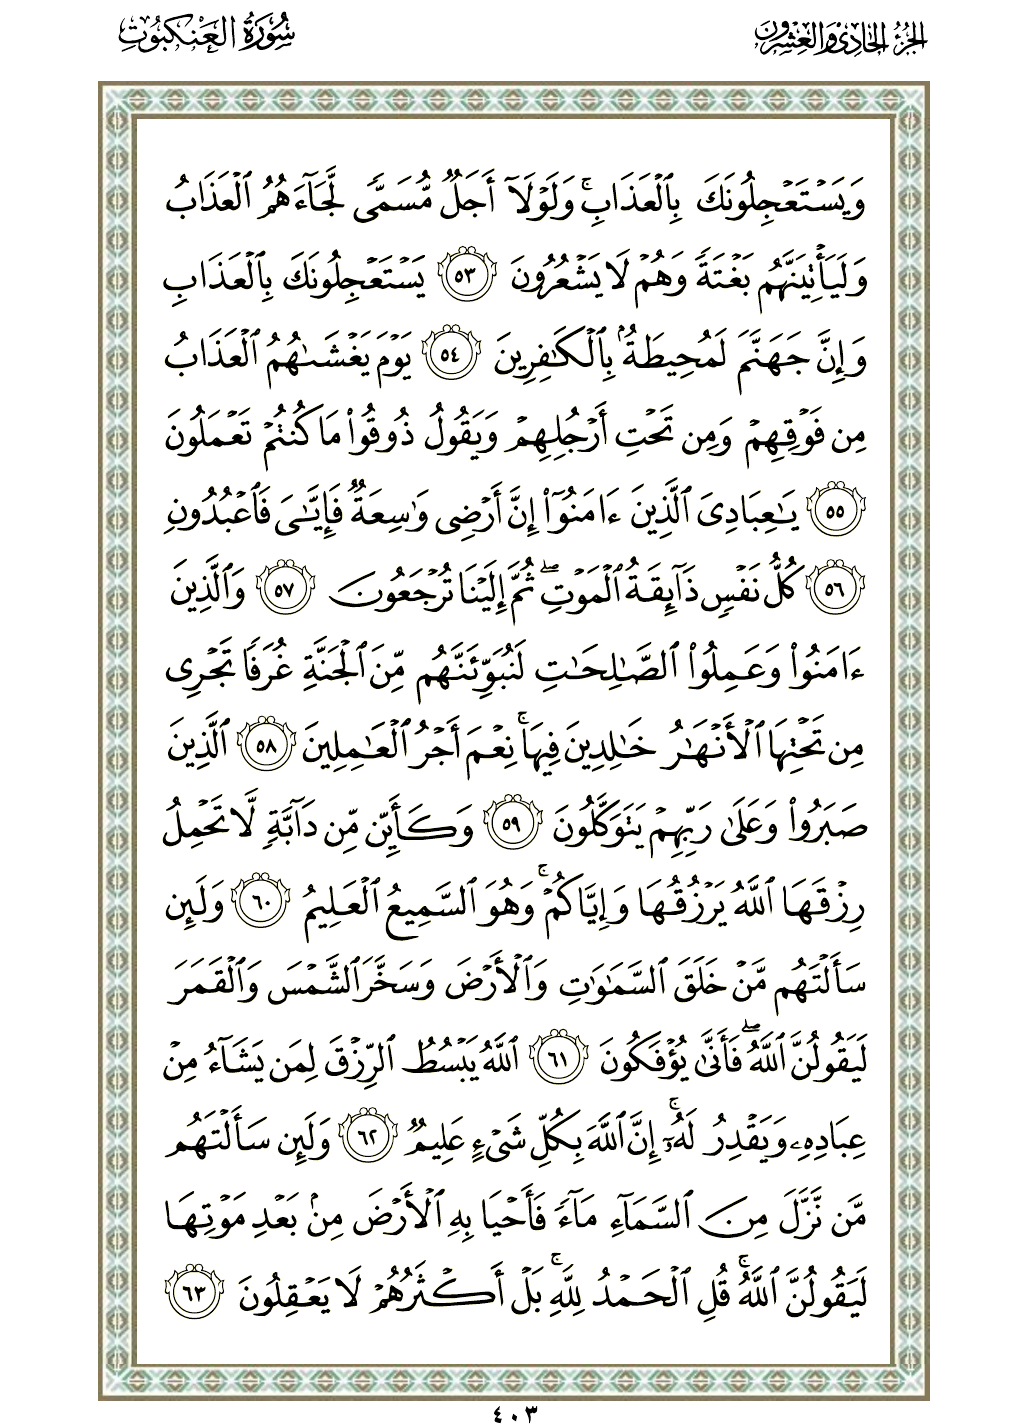 الجزء الحادي والعشرون
سورة العنكبوت
وَيَسْتَعْجِلُونَكَ بِٱلْعَذَابِ ۚ وَلَوْلَآ أَجَلٌ مُّسَمًّى لَّجَآءَهُمُ ٱلْعَذَابُ
وَلَيَأْتِيَنَّهُم بَغْتَةً وَهُمْ لَا يَشْعُرُونَ ٥٣ يَسْتَعْجِلُونَكَ بِٱلْعَذَابِ
وَإِنَّ جَهَنَّمَ لَمُحِيطَةٌۢ بِٱلْكَـٰفِرِينَ ٥٤ يَوْمَ يَغْشَىٰهُمُ ٱلْعَذَابُ
مِن فَوْقِهِمْ وَمِن تَحْتِ أَرْجُلِهِمْ وَيَقُولُ ذُوقُوا۟ مَا كُنتُمْ تَعْمَلُونَ
٥٥ يَـٰعِبَادِىَ ٱلَّذِينَ ءَامَنُوٓا۟ إِنَّ أَرْضِى وَٰسِعَةٌ فَإِيَّـٰىَ فَٱعْبُدُونِ
٥٦ كُلُّ نَفْسٍ ذَآئِقَةُ ٱلْمَوْتِ ۖ ثُمَّ إِلَيْنَا تُرْجَعُونَ ٥٧ وَٱلَّذِينَ
ءَامَنُوا۟ وَعَمِلُوا۟ ٱلصَّـٰلِحَـٰتِ لَنُبَوِّئَنَّهُم مِّنَ ٱلْجَنَّةِ غُرَفًا تَجْرِى
مِن تَحْتِهَا ٱلْأَنْهَـٰرُ خَـٰلِدِينَ فِيهَا ۚ نِعْمَ أَجْرُ ٱلْعَـٰمِلِينَ ٥٨ ٱلَّذِينَ
صَبَرُوا۟ وَعَلَىٰ رَبِّهِمْ يَتَوَكَّلُونَ ٥٩ وَكَأَيِّن مِّن دَآبَّةٍ لَّا تَحْمِلُ
رِزْقَهَا ٱللَّهُ يَرْزُقُهَا وَإِيَّاكُمْ ۚ وَهُوَ ٱلسَّمِيعُ ٱلْعَلِيمُ ٦٠ وَلَئِن
سَأَلْتَهُم مَّنْ خَلَقَ ٱلسَّمَـٰوَٰتِ وَٱلْأَرْضَ وَسَخَّرَ ٱلشَّمْسَ وَٱلْقَمَرَ
لَيَقُولُنَّ ٱللَّهُ ۖ فَأَنَّىٰ يُؤْفَكُونَ ٦١ ٱللَّهُ يَبْسُطُ ٱلرِّزْقَ لِمَن يَشَآءُ مِنْ
عِبَادِهِۦ وَيَقْدِرُ لَهُۥٓ ۚ إِنَّ ٱللَّهَ بِكُلِّ شَىْءٍ عَلِيمٌ ٦٢ وَلَئِن سَأَلْتَهُم
مَّن نَّزَّلَ مِنَ ٱلسَّمَآءِ مَآءً فَأَحْيَا بِهِ ٱلْأَرْضَ مِنۢ بَعْدِ مَوْتِهَا
لَيَقُولُنَّ ٱللَّهُ ۚ قُلِ ٱلْحَمْدُ لِلَّهِ ۚ بَلْ أَكْثَرُهُمْ لَا يَعْقِلُونَ ٦٣
٤٠٣